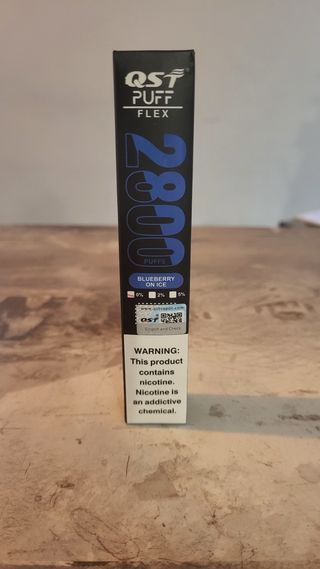 QST
PUFF
FLEX
2800
PUFFS
BLUEBERRY
ON ICE
0% 2% 5%
QST
Scratch and Check
WARNING:
This product
contains
nicotine.
Nicotine is
an addictive
chemical.